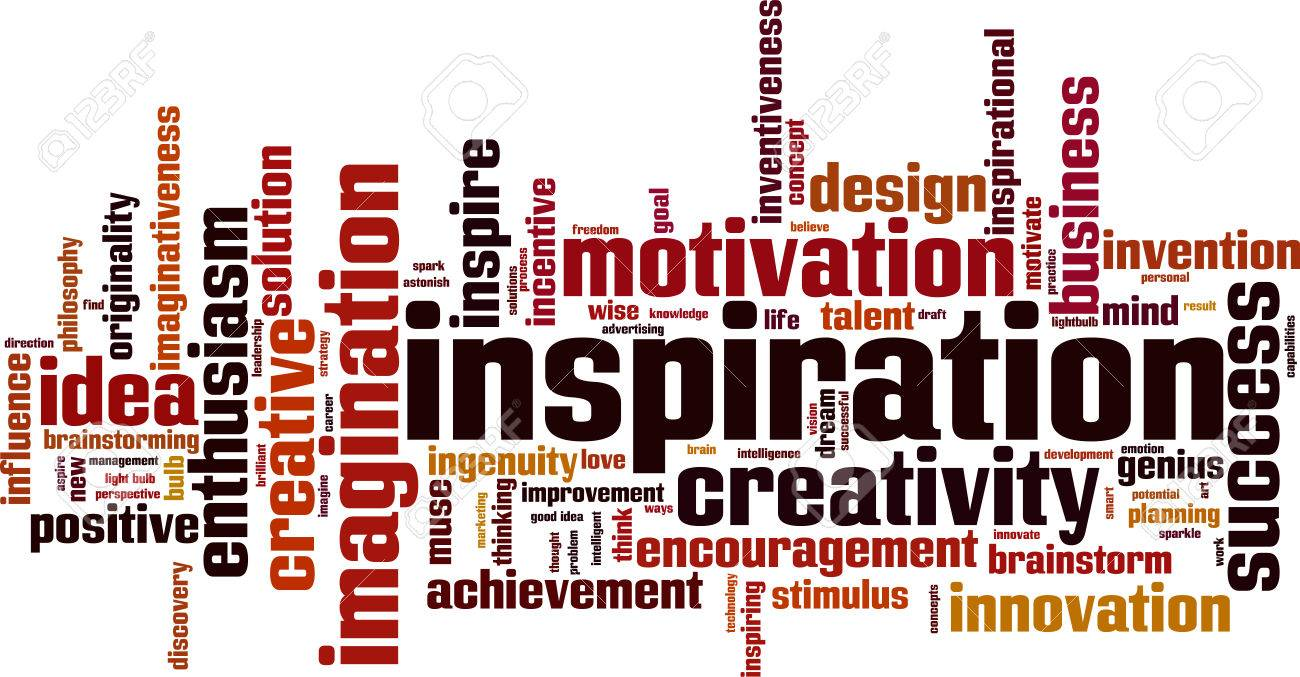 inventiveness
inspirational
business
concept
design
inspire
solution
imaginativeness
imagination
incentive
goal
believe
motivate
originality
enthusiasm
freedom
motivation
practice
invention
philosophy
spark
astonish
solutions
process
personal
find
wise
knowledge
life
talent
draft
lightbulb
mind
result
success
capabilities
direction
leadership
strategy
advertising
inspiration
influence
idea
creative
career
vision
dream
successful
brainstorming
brain
intelligence
development
emotion
genius
aspire
new
management
light bulb
perspective
bulb
brilliant
imagine
ingenuity
love
creativity
smart
potential
art
planning
sparkle
work
positive
muse
marketing
thinking
improvement
good idea
ways
thought
problem
intelligent
think
encouragement
innovate
brainstorm
discovery
achievement
technology
inspiring
stimulus
concepts
innovation
123RF
123RF
123RF
123RF